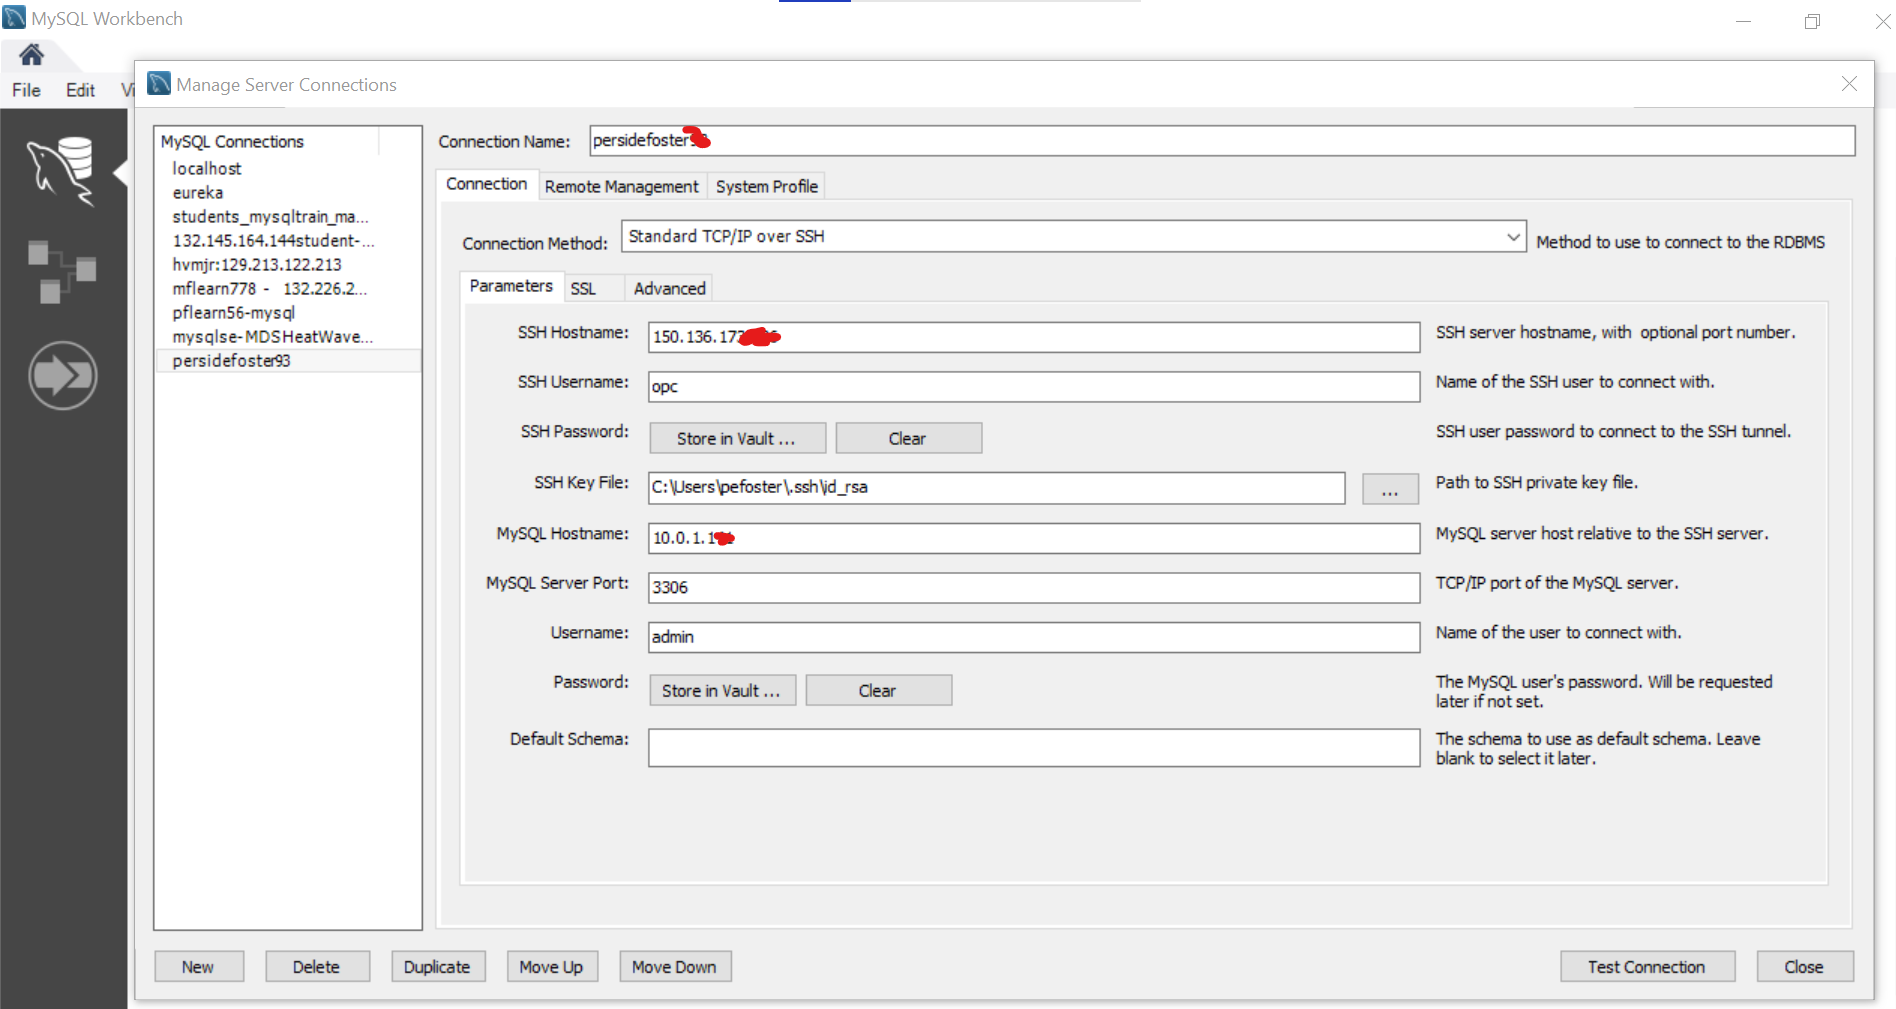 MySQL Workbench
File Edit
Manage Server Connections
MySQL Connections
localhost
eureka
students_mysqltrain_ma...
132.145.164.144student-...
hvmjr:129.213.122.213
mflearn778 - 132.226.2...
pflearn56-mysql
mysqlse-MDSHeatWave...
persidefoster93
Connection Name: persidefoster
Connection Remote Management System Profile
Connection Method: Standard TCP/IP over SSH Method to use to connect to the RDBMS
Parameters SSL Advanced
SSH Hostname: 150.136.17 SSH server hostname, with optional port number.
SSH Username: opc Name of the SSH user to connect with.
SSH Password: Store in Vault ... Clear SSH user password to connect to the SSH tunnel.
SSH Key File: C:\Users\pefoster\.ssh\id_rsa ... Path to SSH private key file.
MySQL Hostname: 10.0.1.1 MySQL server host relative to the SSH server.
MySQL Server Port: 3306 TCP/IP port of the MySQL server.
Username: admin Name of the user to connect with.
Password: Store in Vault ... Clear The MySQL user's password. Will be requested
later if not set.
Default Schema: The schema to use as default schema. Leave
blank to select it later.
New Delete Duplicate Move Up Move Down Test Connection Close